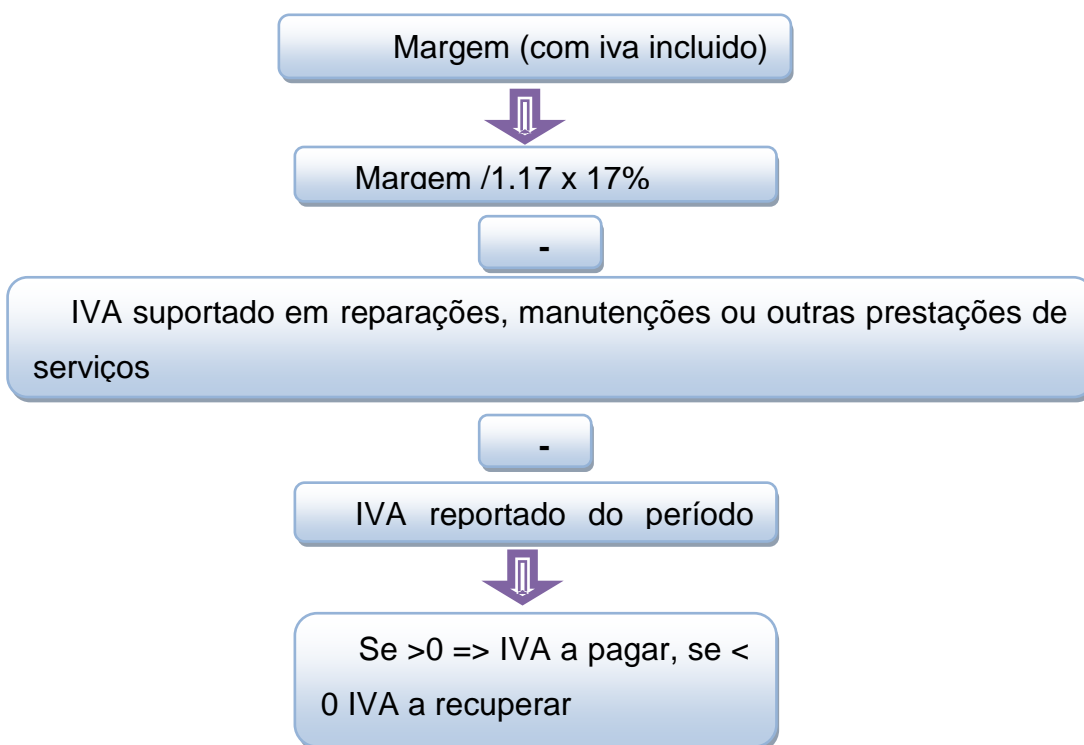 Margem (com iva incluido)
Margem /1.17 x 17%
-
IVA suportado em reparações, manutenções ou outras prestações de
serviços
-
IVA reportado do período
Se >0 => IVA a pagar, se <
0 IVA a recuperar